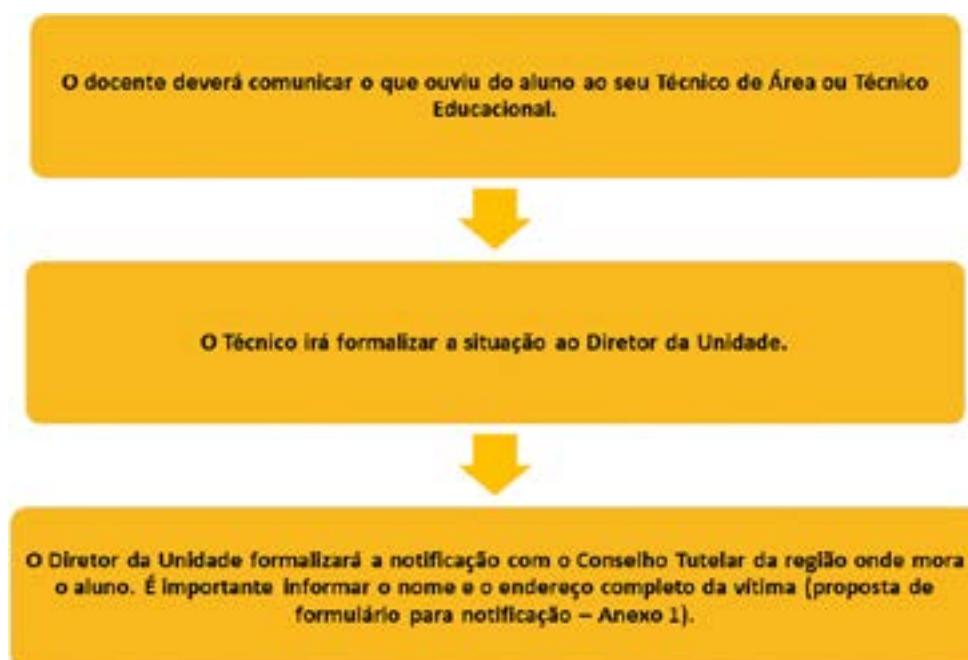 O docente deverá comunicar o que ouviu do aluno ao seu Técnico de Área ou Técnico
Educacional.
O Técnico irá formalizar a situação ao Diretor da Unidade.
O Diretor da Unidade formalizará a notificação com o Conselho Tutelar da região onde mora
o aluno. É importante informar o nome e o endereço completo da vítima (proposta de
formulário para notificação – Anexo 1).